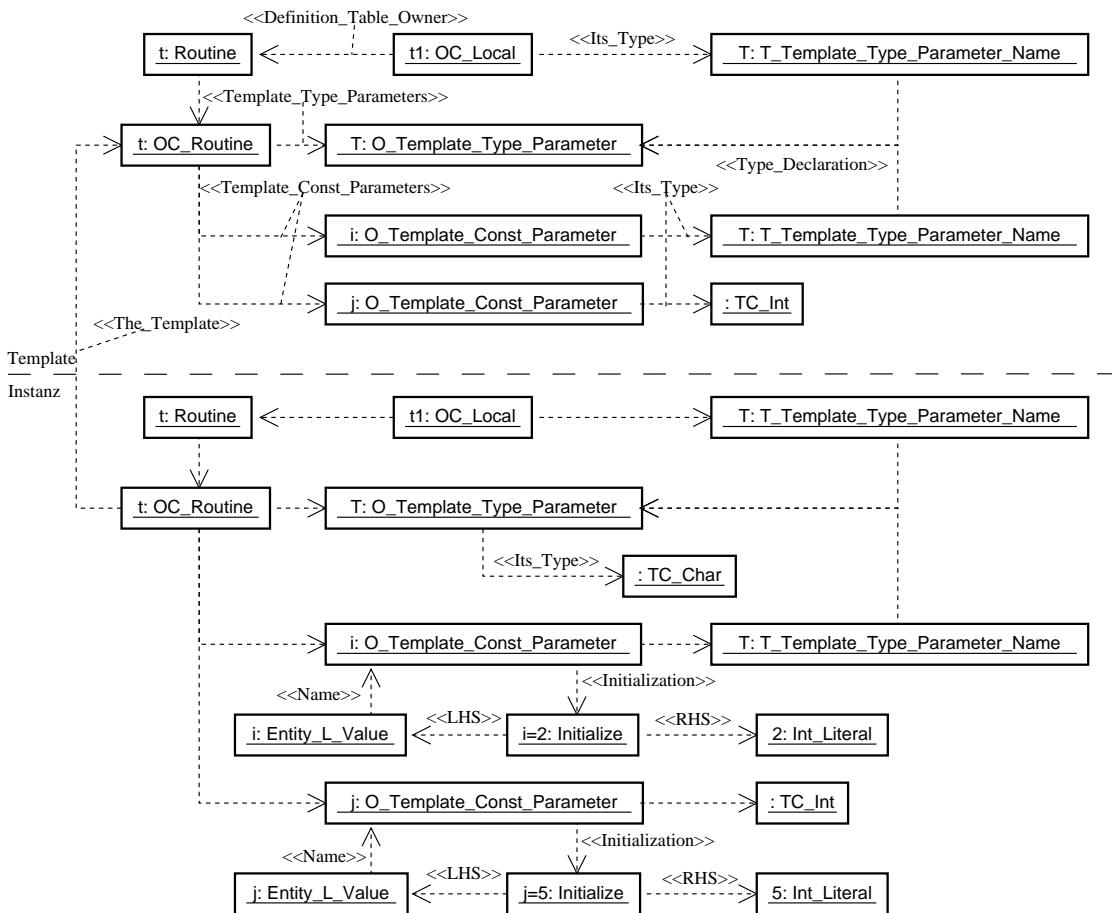 <<Definition_Table_Owner>>
<<Its_Type>>
t: Routine
t1: OC_Local
T: T_Template_Type_Parameter_Name
<<Template_Type_Parameters>>
t: OC_Routine
T: O_Template_Type_Parameter
<<Type_Declaration>>
<<Template_Const_Parameters>>
<<Its_Type>>
i: O_Template_Const_Parameter
T: T_Template_Type_Parameter_Name
j: O_Template_Const_Parameter
: TC_Int
<<The_Template>>
Template
Instanz
t: Routine
t1: OC_Local
T: T_Template_Type_Parameter_Name
t: OC_Routine
T: O_Template_Type_Parameter
<<Its_Type>>
: TC_Char
i: O_Template_Const_Parameter
T: T_Template_Type_Parameter_Name
<<Name>>
<<Initialization>>
<<LHS>>
<<RHS>>
i: Entity_L_Value
i=2: Initialize
2: Int_Literal
j: O_Template_Const_Parameter
: TC_Int
<<Name>>
<<Initialization>>
<<LHS>>
<<RHS>>
j: Entity_L_Value
j=5: Initialize
5: Int_Literal